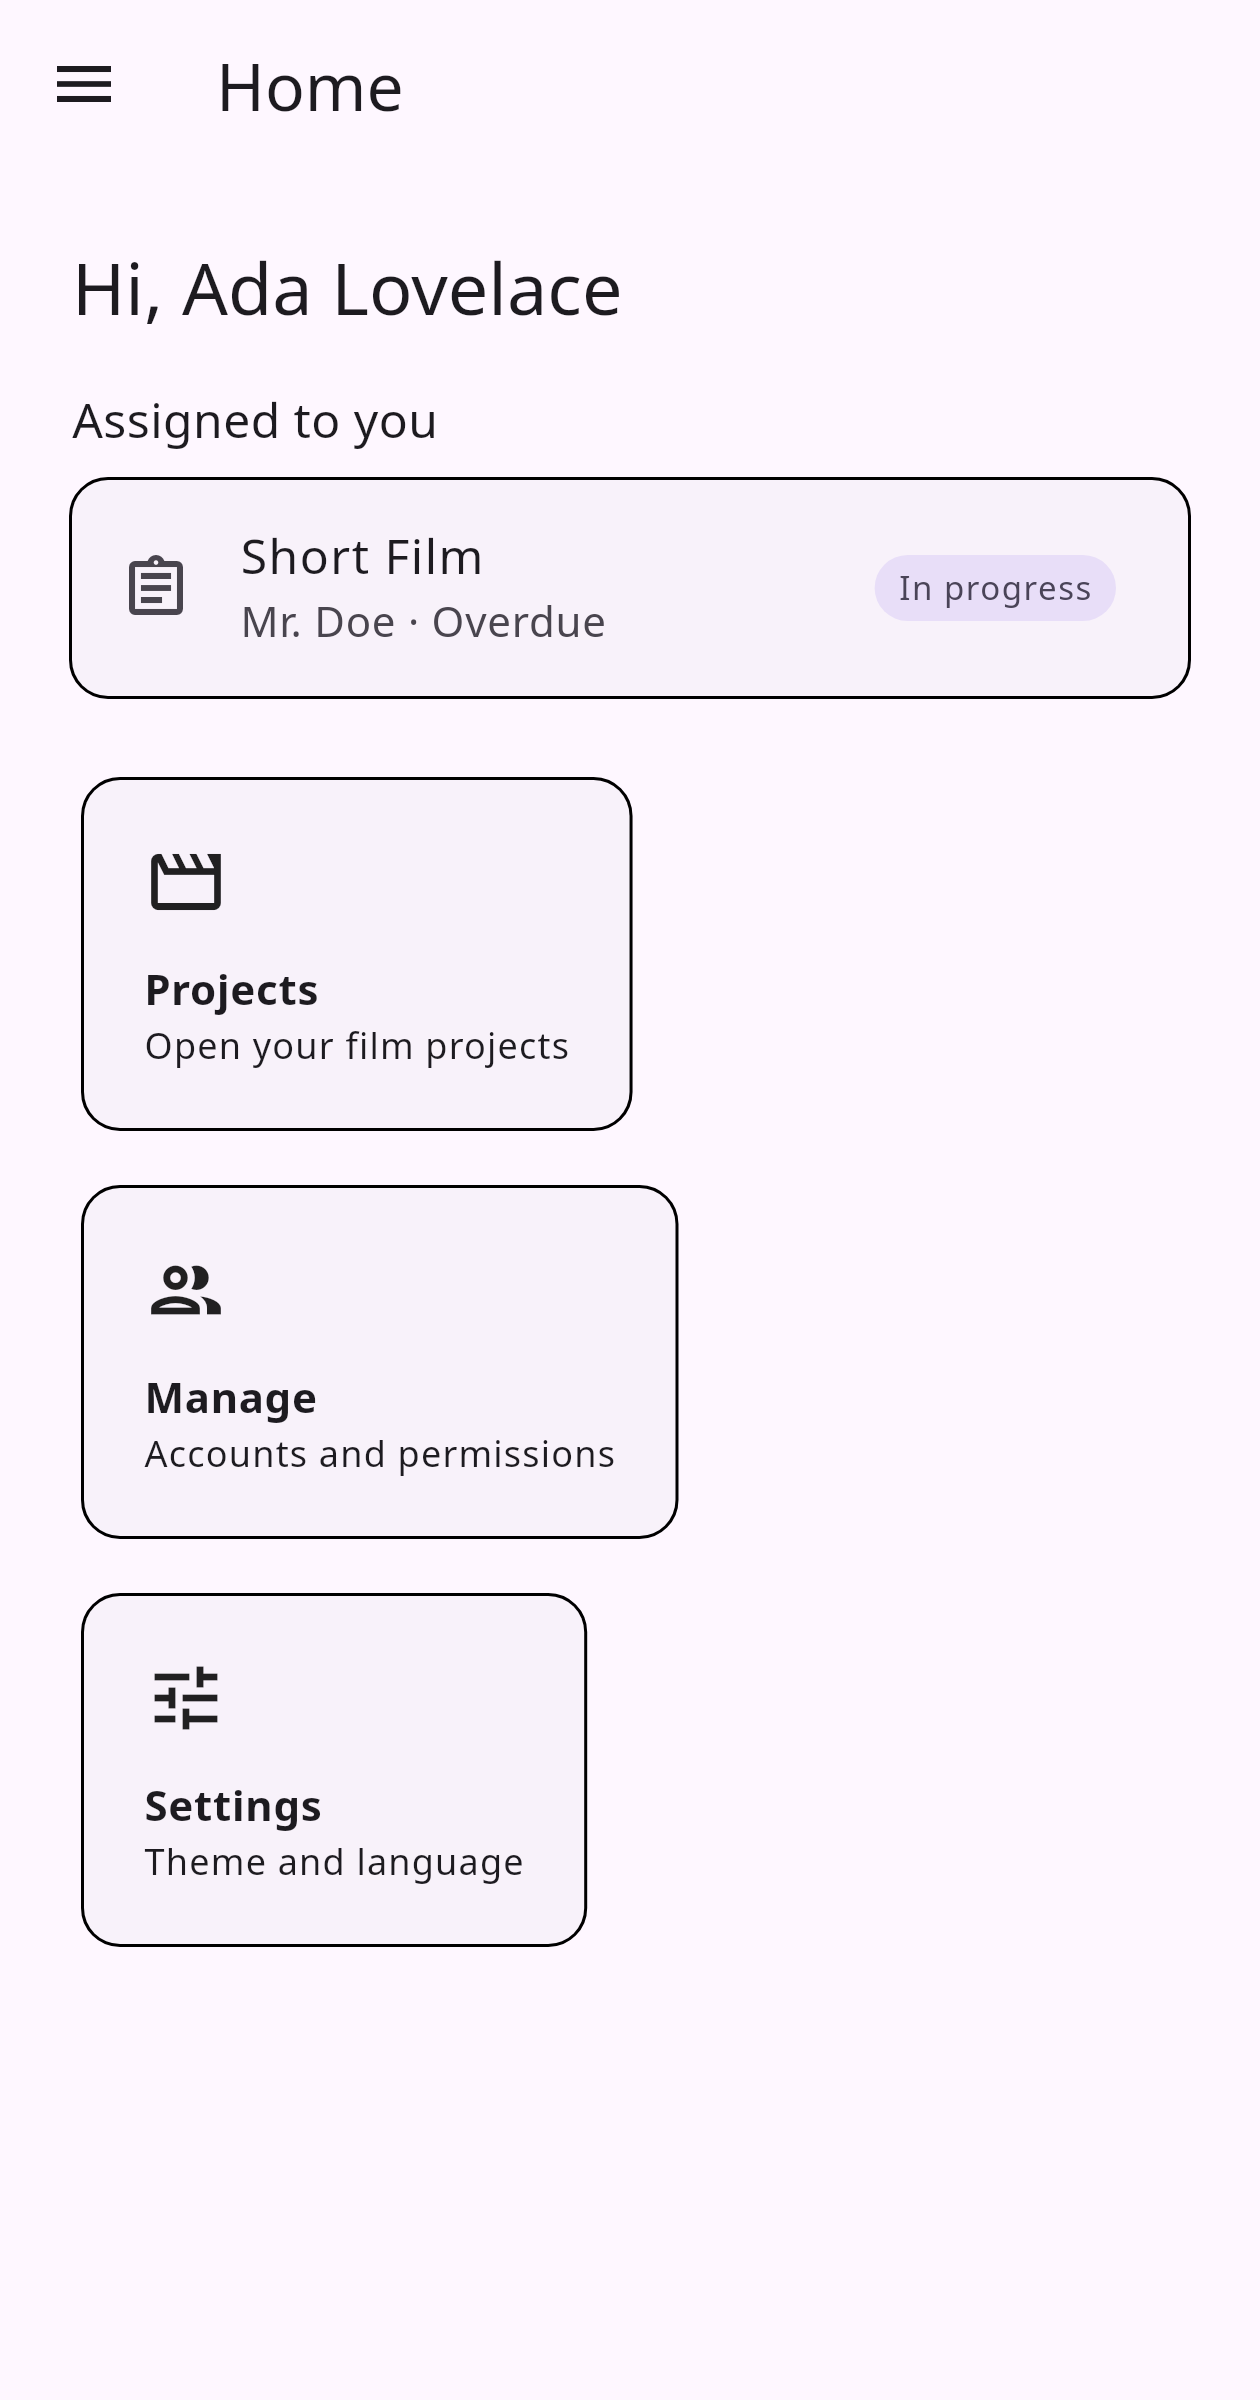 Home
Hi, Ada Lovelace
Assigned to you
Short Film
Mr. Doe · Overdue
In progress
Projects
Open your film projects
Manage
Accounts and permissions
Settings
Theme and language